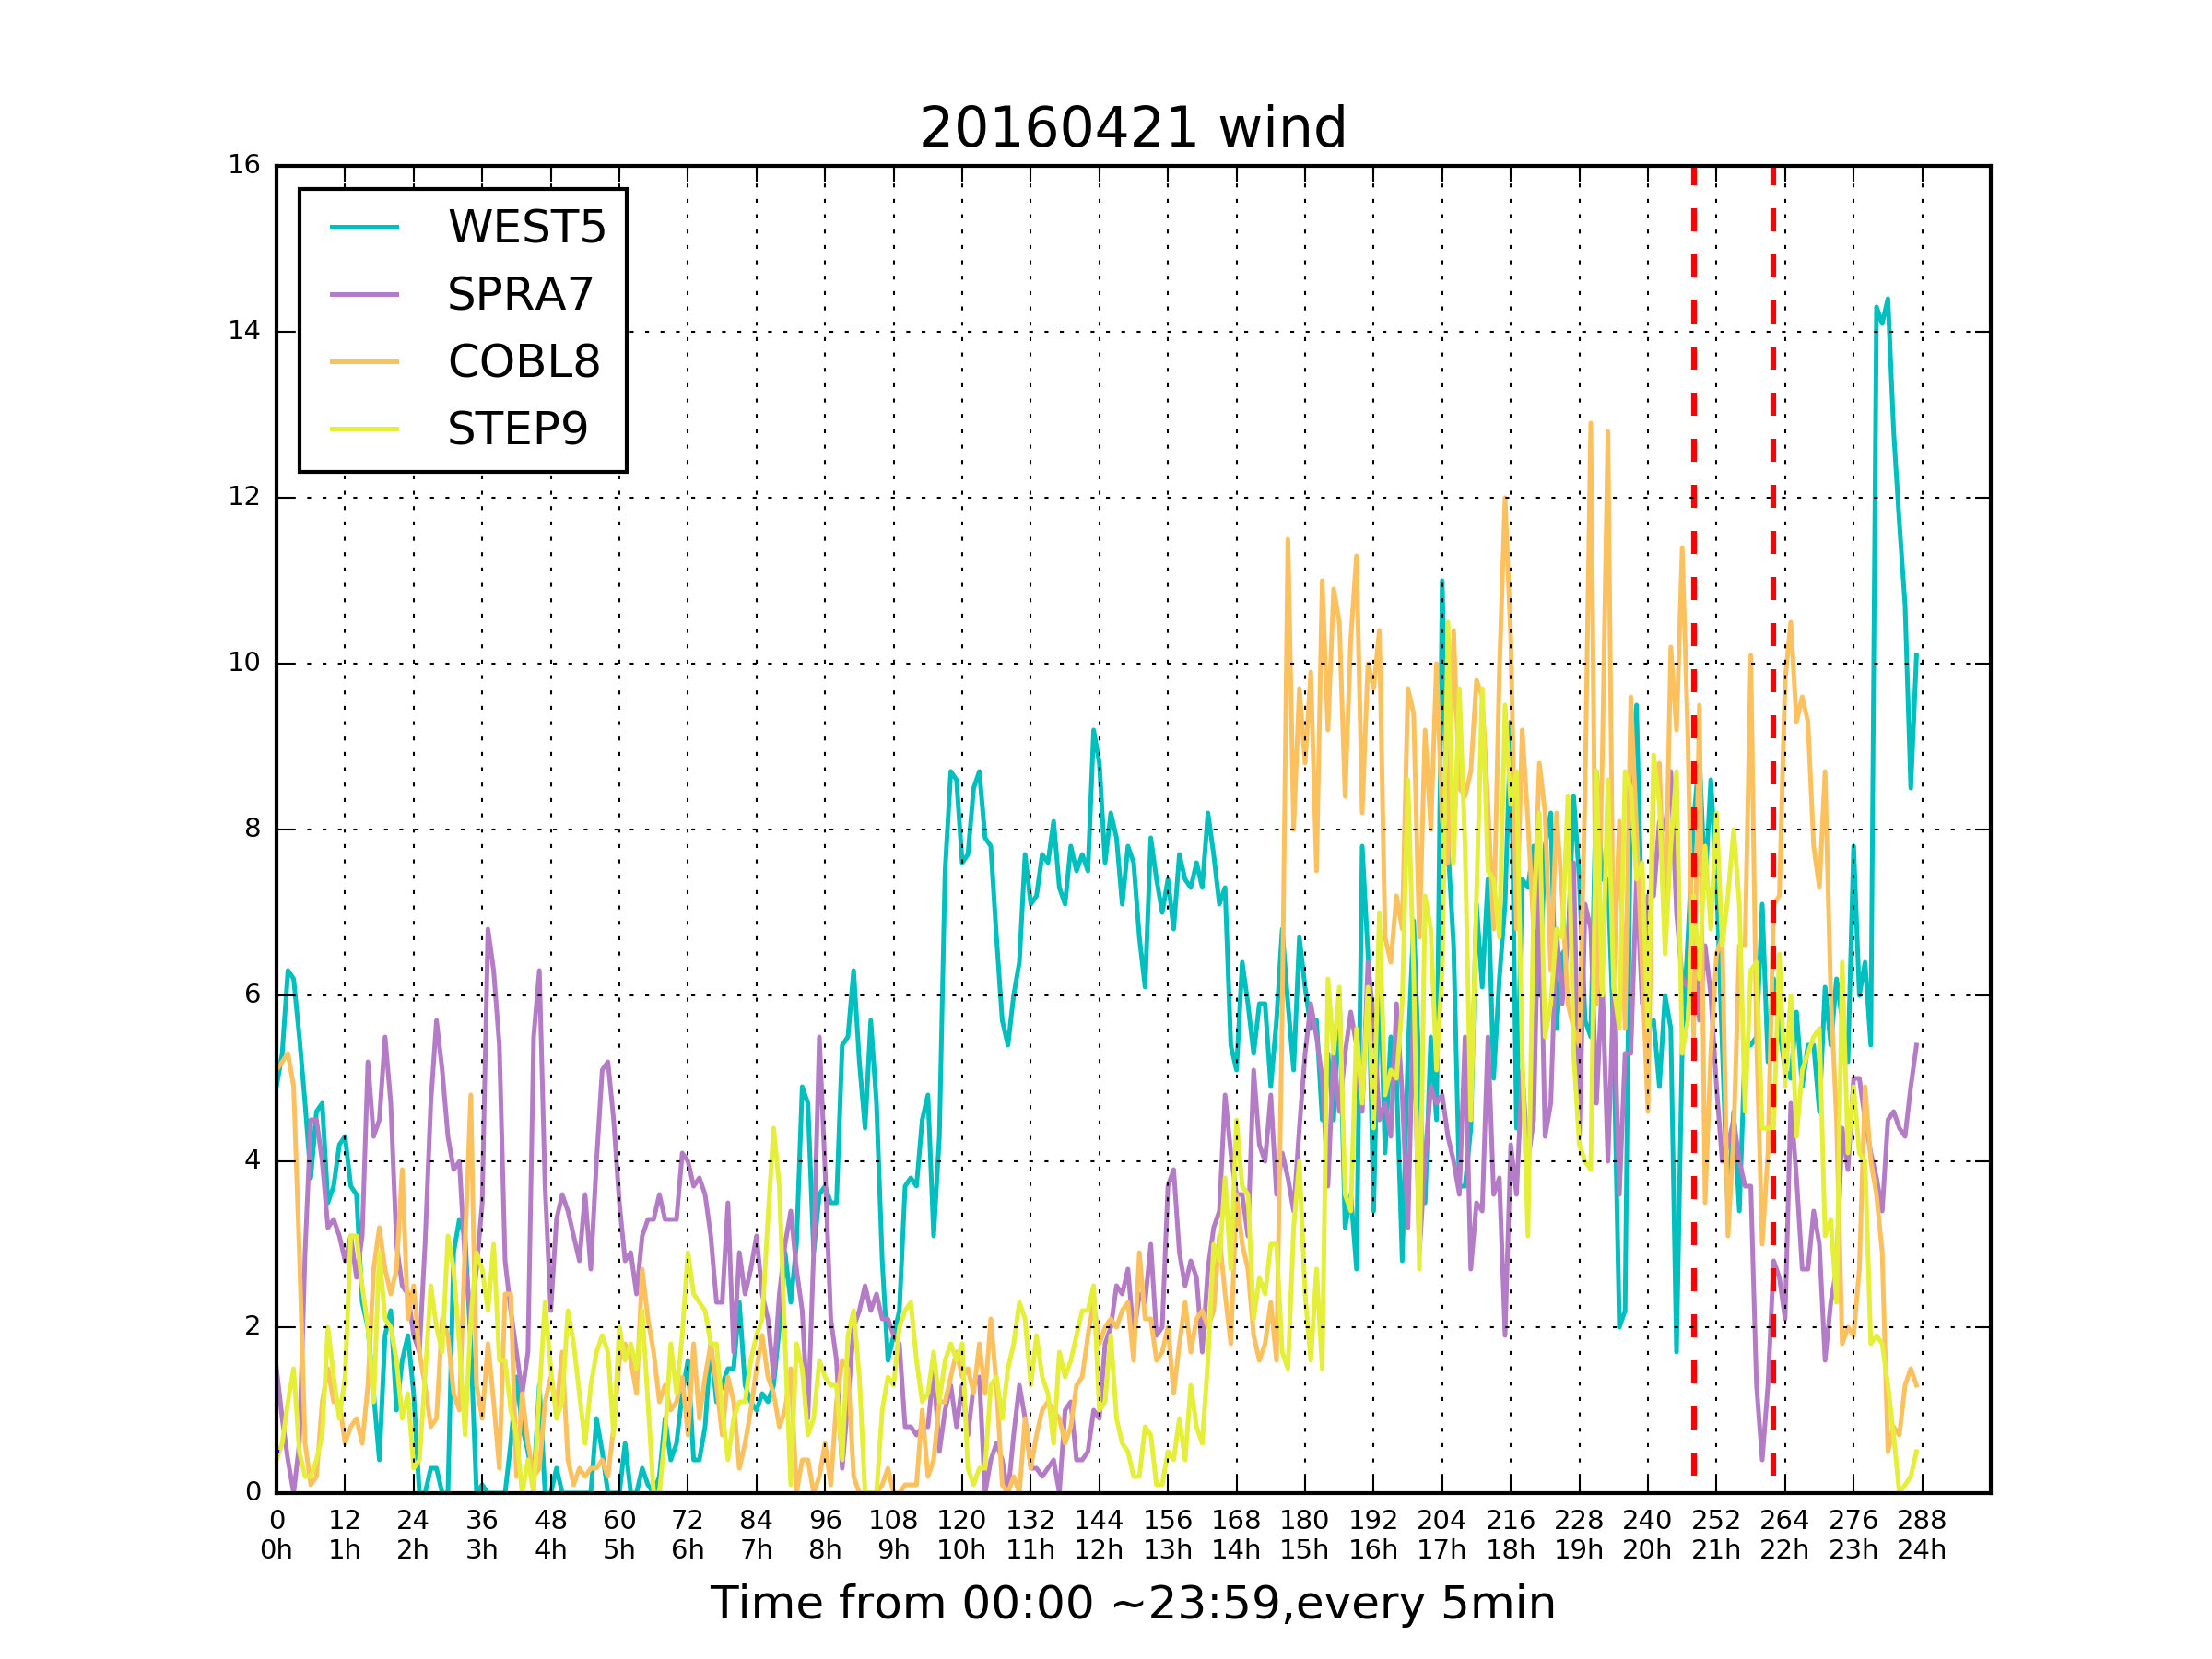 20160421 wind
16
14
12
10
8
6
4
2
0
WEST5
SPRA7
COBL8
STEP9
0 12 24 36 48 60 72 84 96 108 120 132 144 156 168 180 192 204 216 228 240 252 264 276 288
0h 1h 2h 3h 4h 5h 6h 7h 8h 9h 10h 11h 12h 13h 14h 15h 16h 17h 18h 19h 20h 21h 22h 23h 24h
Time from 00:00 ~23:59,every 5min